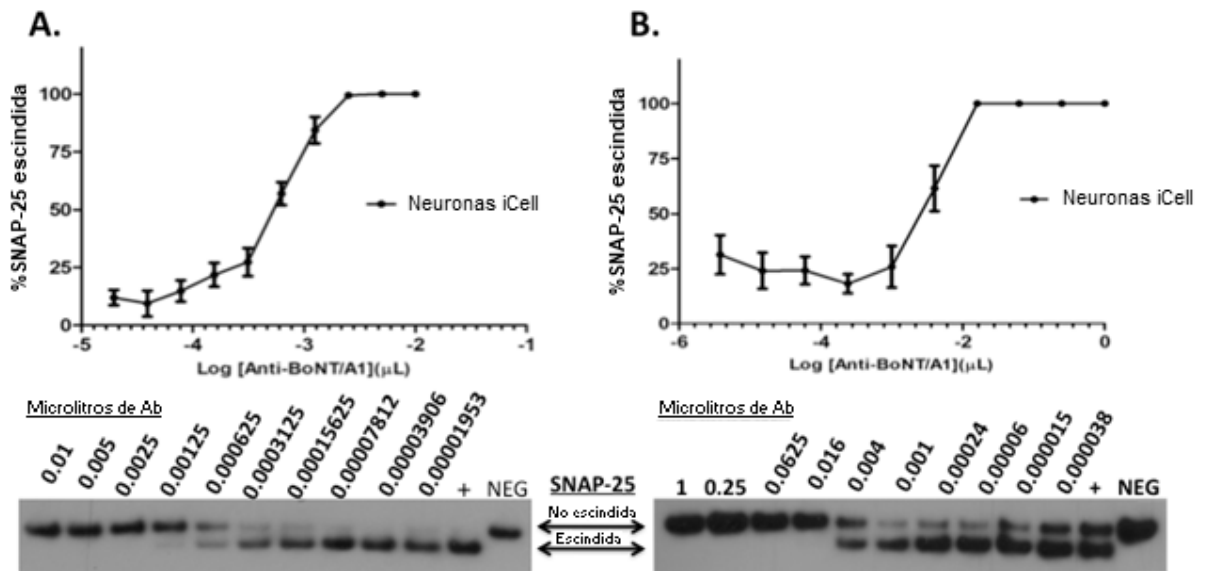 A.
B.
%SNAP-25 escindida
100
75
50
25
0
Neuronas iCell
-5
-4
-3
-2
-1
Log [Anti-BoNT/A1](µL)
%SNAP-25 escindida
100
75
50
25
0
Neuronas iCell
-6
-4
-2
0
Log [Anti-BoNT/A1](µL)
Microlitros de Ab
0.01
0.005
0.0025
0.00125
0.000625
0.0003125
0.00015625
0.00007812
0.00003906
0.00001953
+
NEG
SNAP-25
No escindida
Escindida
Microlitros de Ab
1
0.25
0.0625
0.016
0.004
0.001
0.00024
0.00006
0.000015
0.000038
+
NEG